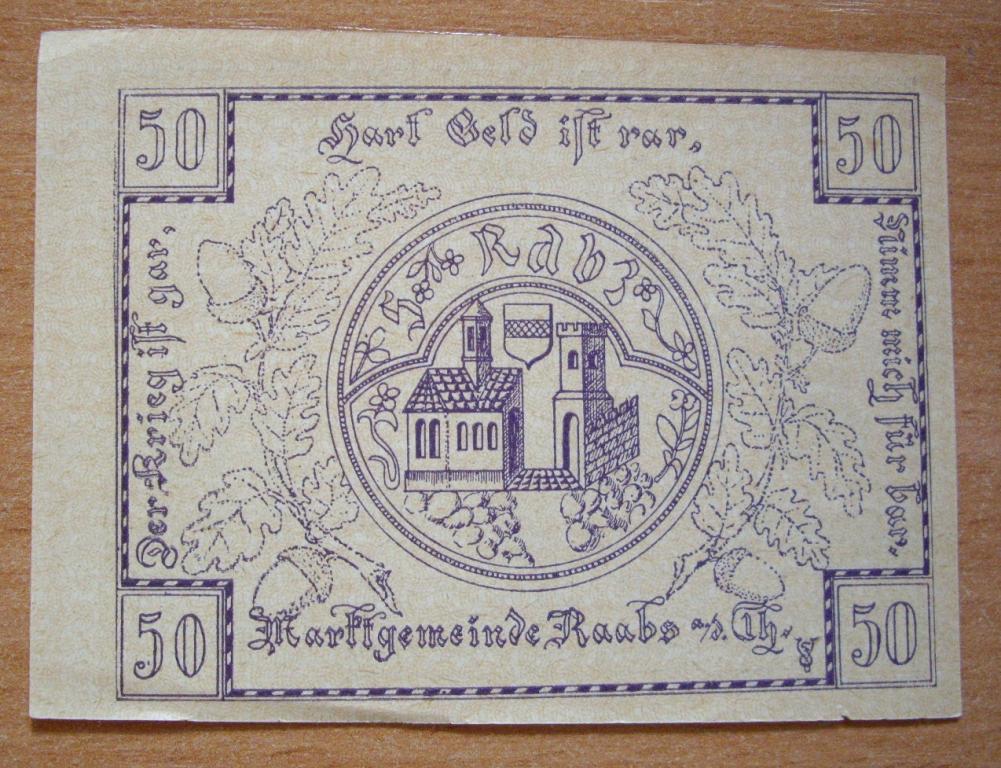 50
50
Hart Geld ist rar,
Der Krieg ist gar,
Nimm mich für bar.
Rabz
Marktgemeinde Raabs a/d. Th.
50
50